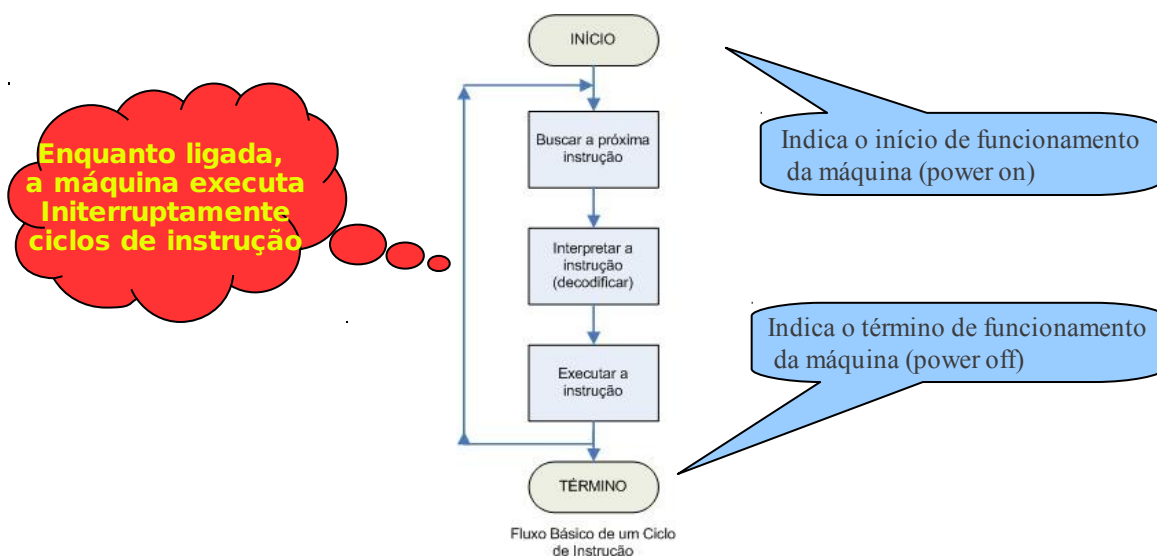 INÍCIO
Buscar a próxima
instrução
Interpretar a
instrução
(decodificar)
Executar a
instrução
TÉRMINO
Fluxo Básico de um Ciclo
de Instrução
Enquanto ligada,
a máquina executa
Initerruptamente
ciclos de instrução
Indica o início de funcionamento
da máquina (power on)
Indica o término de funcionamento
da máquina (power off)